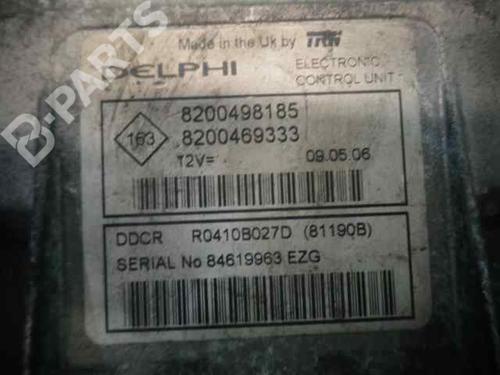 Made in the Uk by TRW
DELPHI
ELECTRONIC
CONTROL UNIT
8200498185
163
8200469333
12V=
09.05.06
DDCR R0410B027D (81190B)
SERIAL No 84619963 EZG
B-PARTS